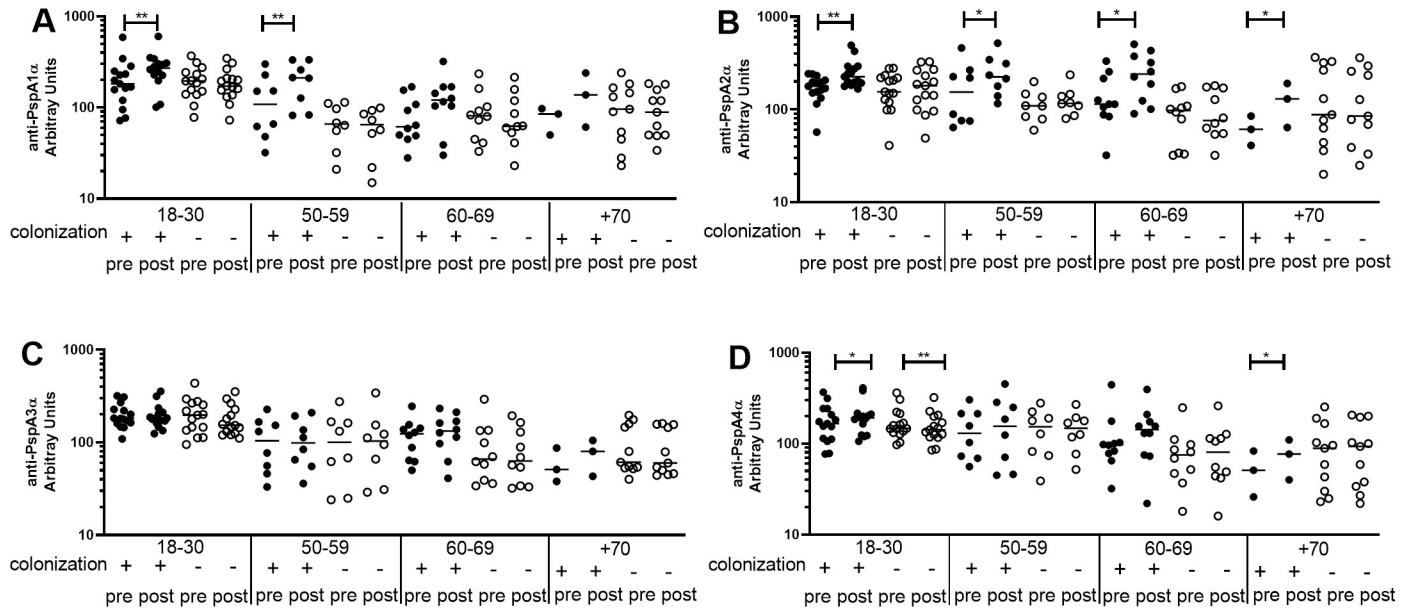 A
B
1000
**
**
1000
**
*
*
*
anti-PspA1α
Arbitray Units
100
anti-PspA2α
Arbitray Units
100
10
10
18-30 50-59 60-69 +70
colonization + + - - + + - - + + - - + + - -
pre post pre post pre post pre post pre post pre post pre post pre post
18-30 50-59 60-69 +70
colonization + + - - + + - - + + - - + + - -
pre post pre post pre post pre post pre post pre post pre post pre post
C
D
1000
1000
*
**
*
anti-PspA3α
Arbitray Units
100
anti-PspA4α
Arbitray Units
100
10
10
18-30 50-59 60-69 +70
colonization + + - - + + - - + + - - + + - -
pre post pre post pre post pre post pre post pre post pre post pre post
18-30 50-59 60-69 +70
colonization + + - - + + - - + + - - + + - -
pre post pre post pre post pre post pre post pre post pre post pre post